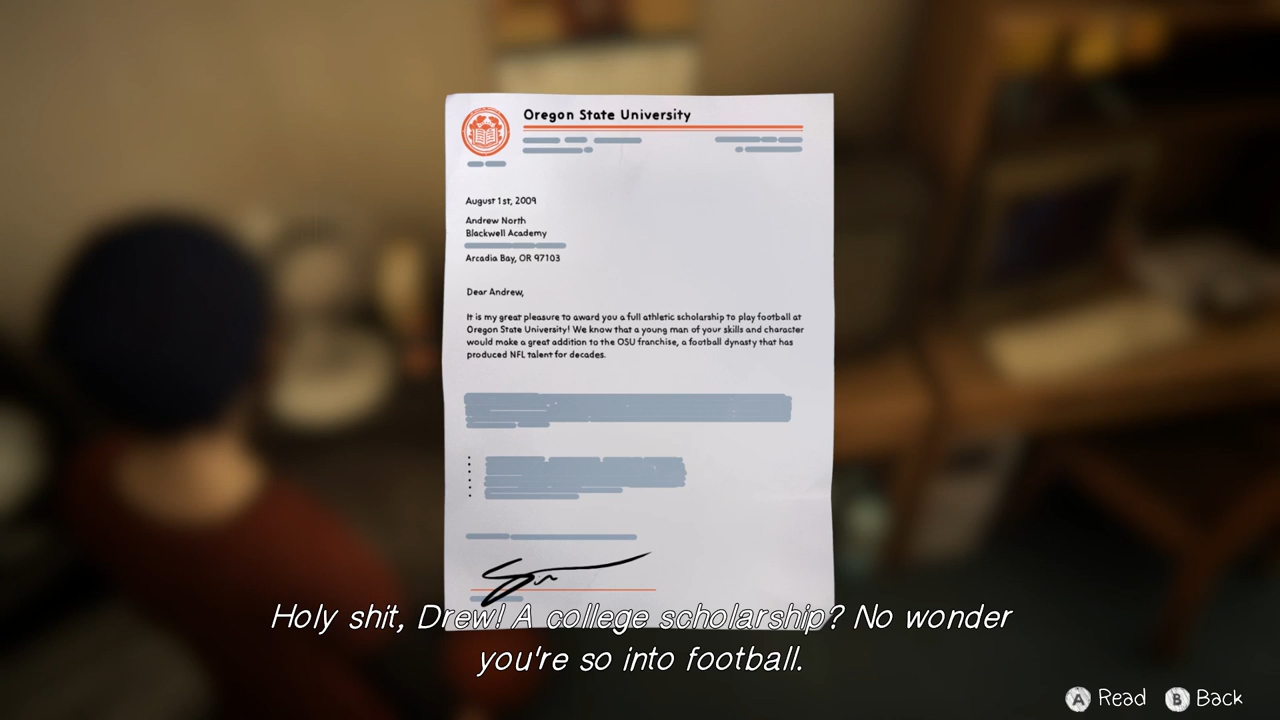 Oregon State University
August 1st, 2009
Andrew North
Blackwell Academy
Arcadia Bay, OR 97103
Dear Andrew,
It is my great pleasure to award you a full athletic scholarship to play football at
Oregon State University! We know that a young man of your skills and character
would make a great addition to the OSU franchise, a football dynasty that has
produced NFL talent for decades.
Holy shit, Drew! A college scholarship? No wonder
you're so into football.
A Read B Back